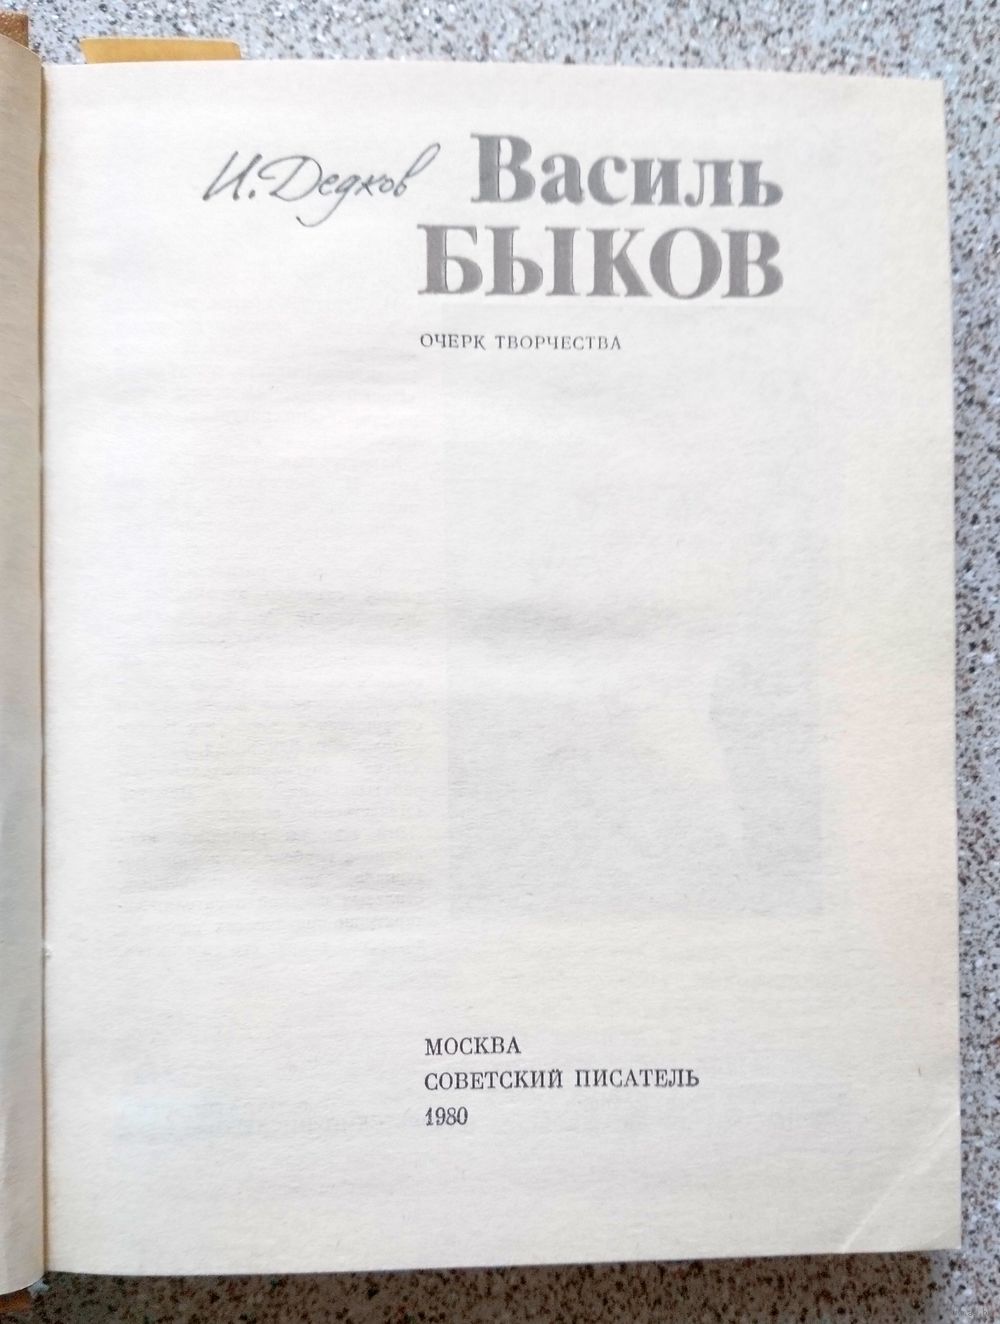 И. Дедков
Василь
БЫКОВ
ОЧЕРК ТВОРЧЕСТВА
МОСКВА
СОВЕТСКИЙ ПИСАТЕЛЬ
1980